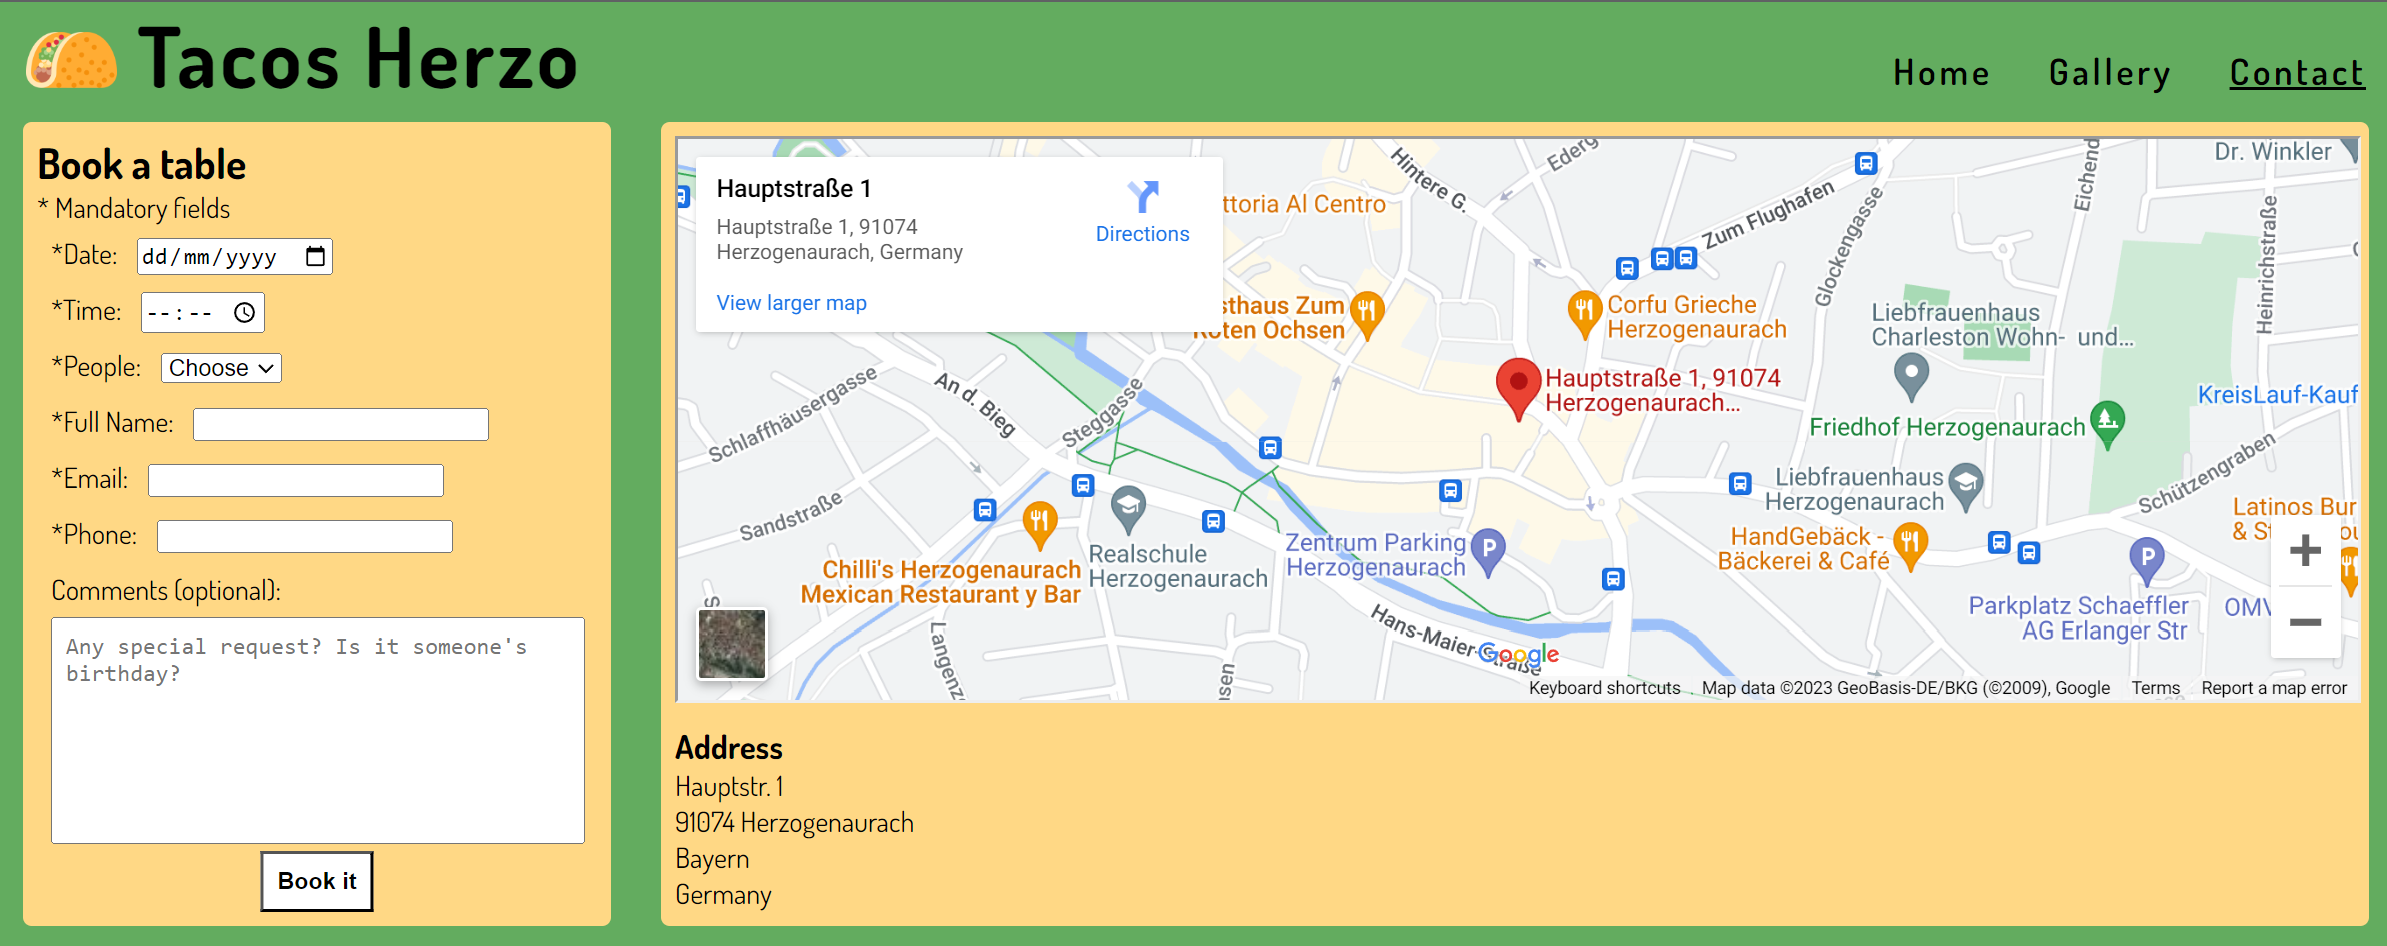 Tacos Herzo
Home Gallery Contact
Book a table
* Mandatory fields
*Date: dd/mm/yyyy
*Time: --:--
*People: Choose
*Full Name:
*Email:
*Phone:
Comments (optional):
Any special request? Is it someone's
birthday?
Book it
Hauptstraße 1
Hauptstraße 1, 91074
Herzogenaurach, Germany
Directions
View larger map
ttoria Al Centro
Hintere G.
Ederg
Zum Flughafen
Dr. Winkler
Eichend
Glockengasse
Heinrichstraße
sthaus Zum
Roten Ochsen
Corfu Grieche
Herzogenaurach
Liebfrauenhaus
Charleston Wohn- und...
Hauptstraße 1, 91074
Herzogenaurach...
KreisLauf-Kauf
Friedhof Herzogenaurach
Schlaffhäusergasse
An d. Bieg
Steggasse
Liebfrauenhaus
Herzogenaurach
Schützengraben
Sandstraße
Latinos Bur
& St
HandGebäck -
Bäckerei & Café
Zentrum Parking
Herzogenaurach
Realschule
Herzogenaurach
Chilli's Herzogenaurach
Mexican Restaurant y Bar
Parkplatz Schaeffler
AG Erlanger Str
OMV
Hans-Maier-Straße
Langenz
nsen
Google
Keyboard shortcuts
Map data ©2023 GeoBasis-DE/BKG (©2009), Google
Terms
Report a map error
Address
Hauptstr. 1
91074 Herzogenaurach
Bayern
Germany